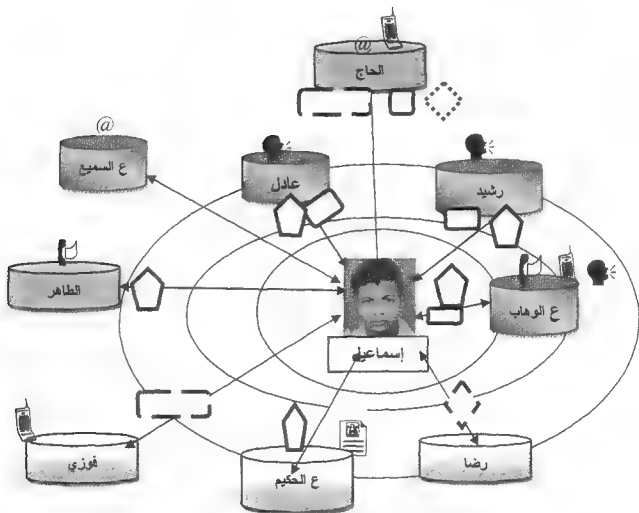 @
الحاج
@
ع السميع
عادل
رشيد
الطاهر
ع الوهاب
إسماعيل
فوزي
ع الحكيم
رضا